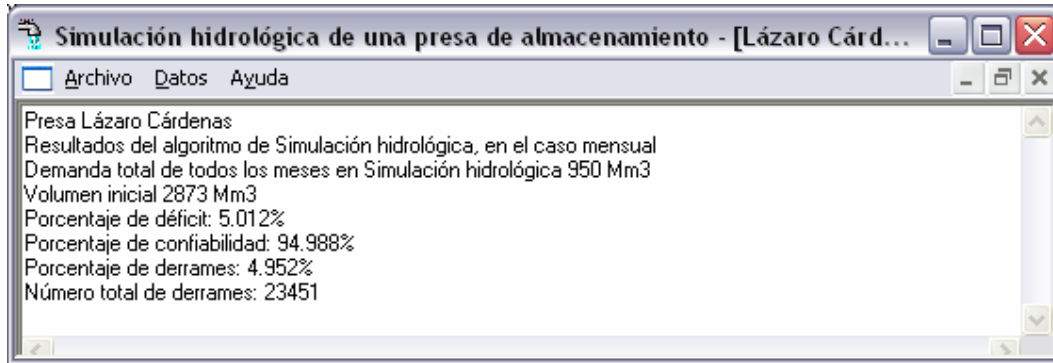 Simulación hidrológica de una presa de almacenamiento - [Lázaro Cárd...
Archivo Datos Ayuda
Presa Lázaro Cárdenas
Resultados del algoritmo de Simulación hidrológica, en el caso mensual
Demanda total de todos los meses en Simulación hidrológica 950 Mm3
Volumen inicial 2873 Mm3
Porcentaje de déficit: 5.012%
Porcentaje de confiabilidad: 94.988%
Porcentaje de derrames: 4.952%
Número total de derrames: 23451